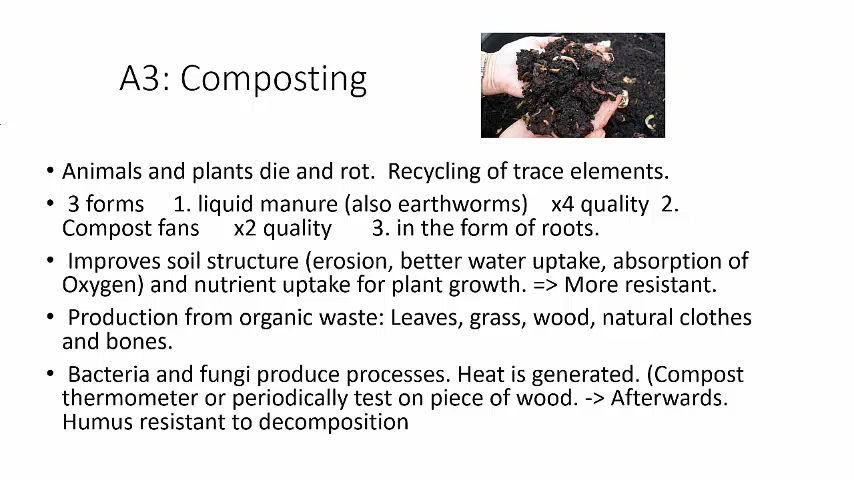 A3: Composting
• Animals and plants die and rot.  Recycling of trace elements.
• 3 forms    1. liquid manure (also earthworms)    x4 quality  2.
Compost fans     x2 quality      3. in the form of roots.
• Improves soil structure (erosion, better water uptake, absorption of
Oxygen) and nutrient uptake for plant growth. => More resistant.
• Production from organic waste: Leaves, grass, wood, natural clothes
and bones.
• Bacteria and fungi produce processes. Heat is generated. (Compost
thermometer or periodically test on piece of wood. -> Afterwards.
Humus resistant to decomposition